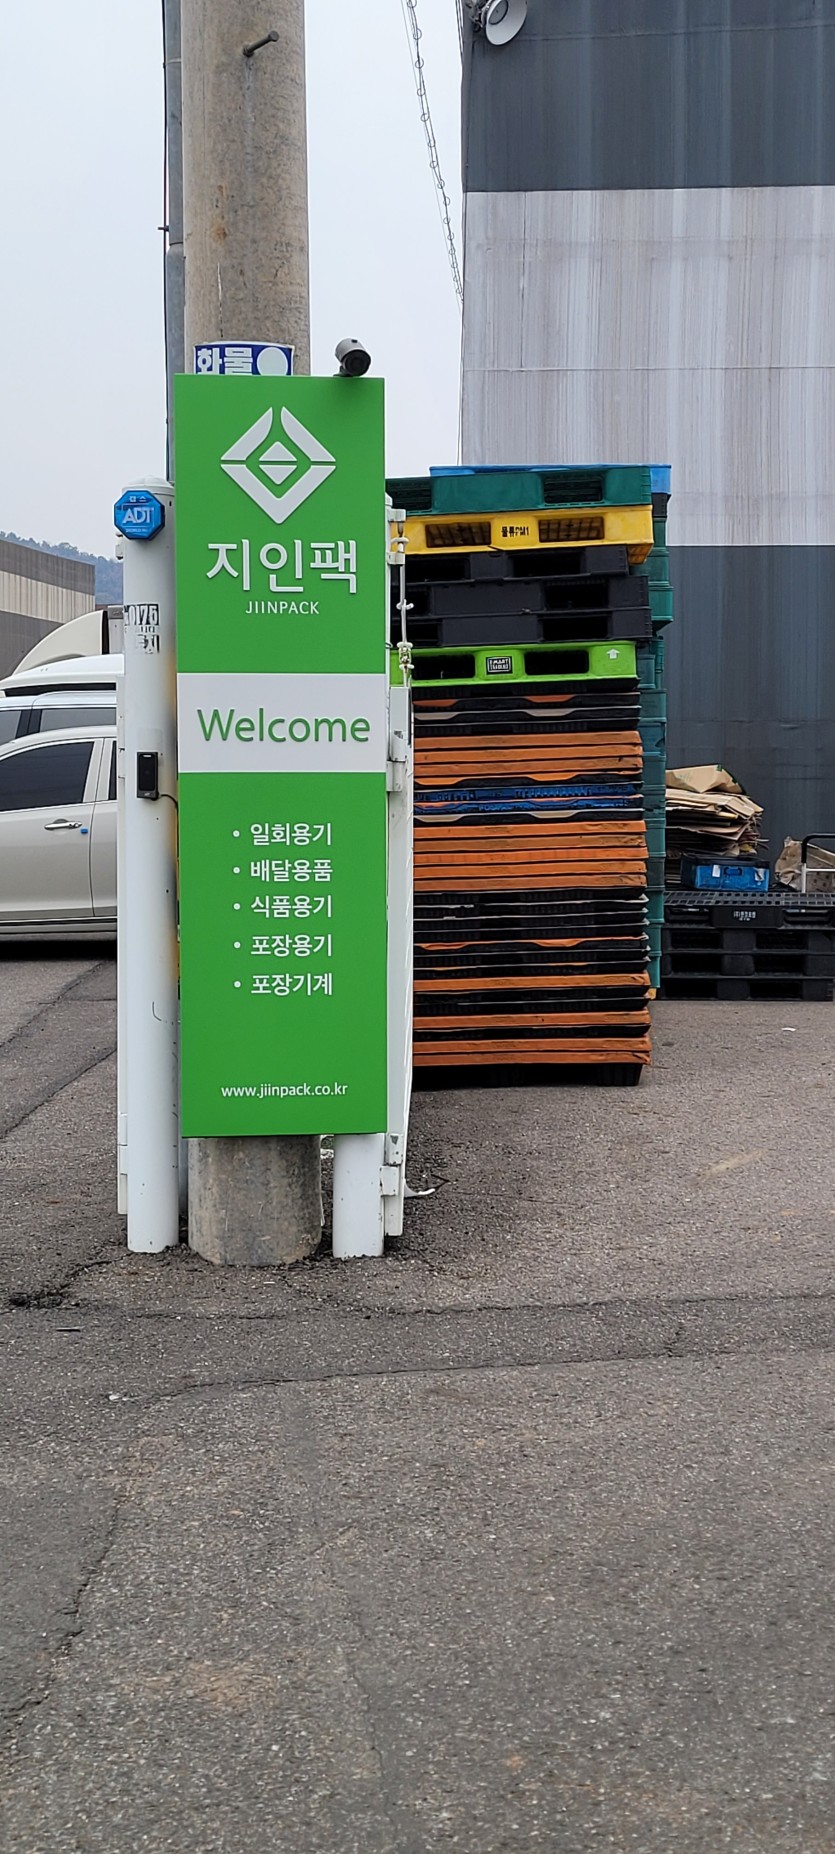 화물
ADT
지인팩
JIINPACK
Welcome
• 일회용기
• 배달용품
• 식품용기
• 포장용기
• 포장기계
www.jiinpack.co.kr